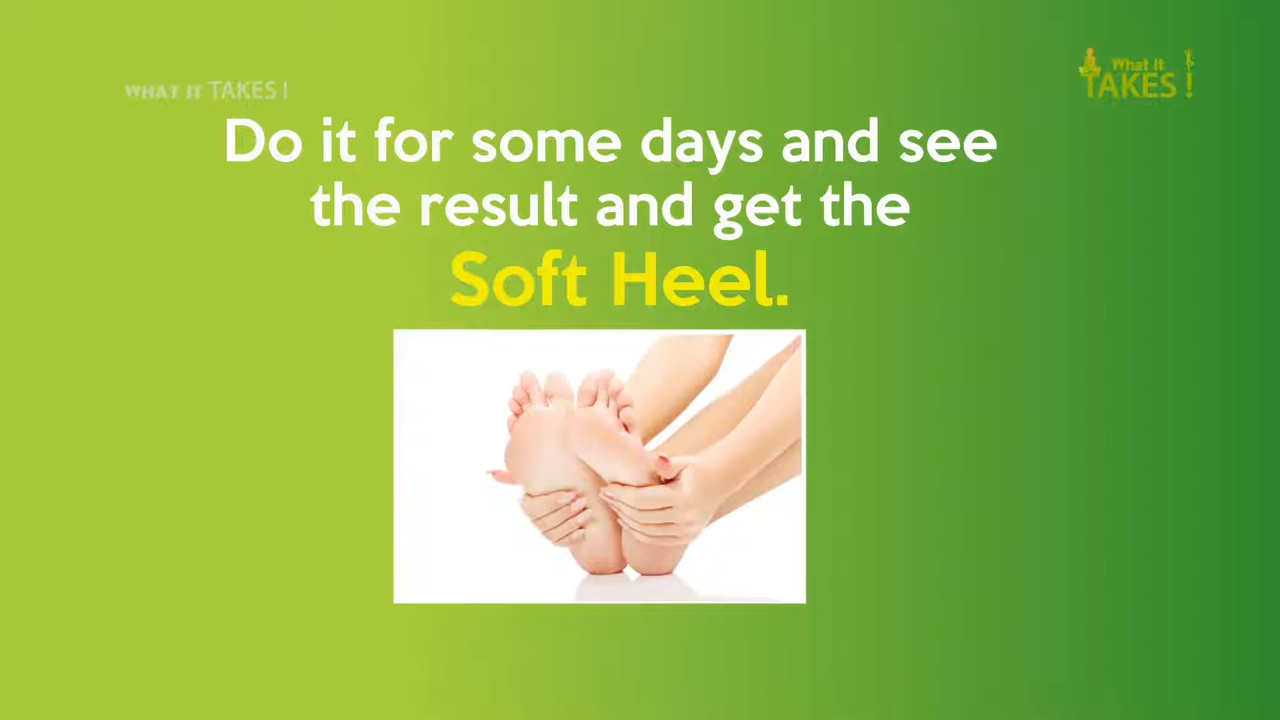 WHAT IT TAKES !
What It
TAKES !
Do it for some days and see
the result and get the
Soft Heel.